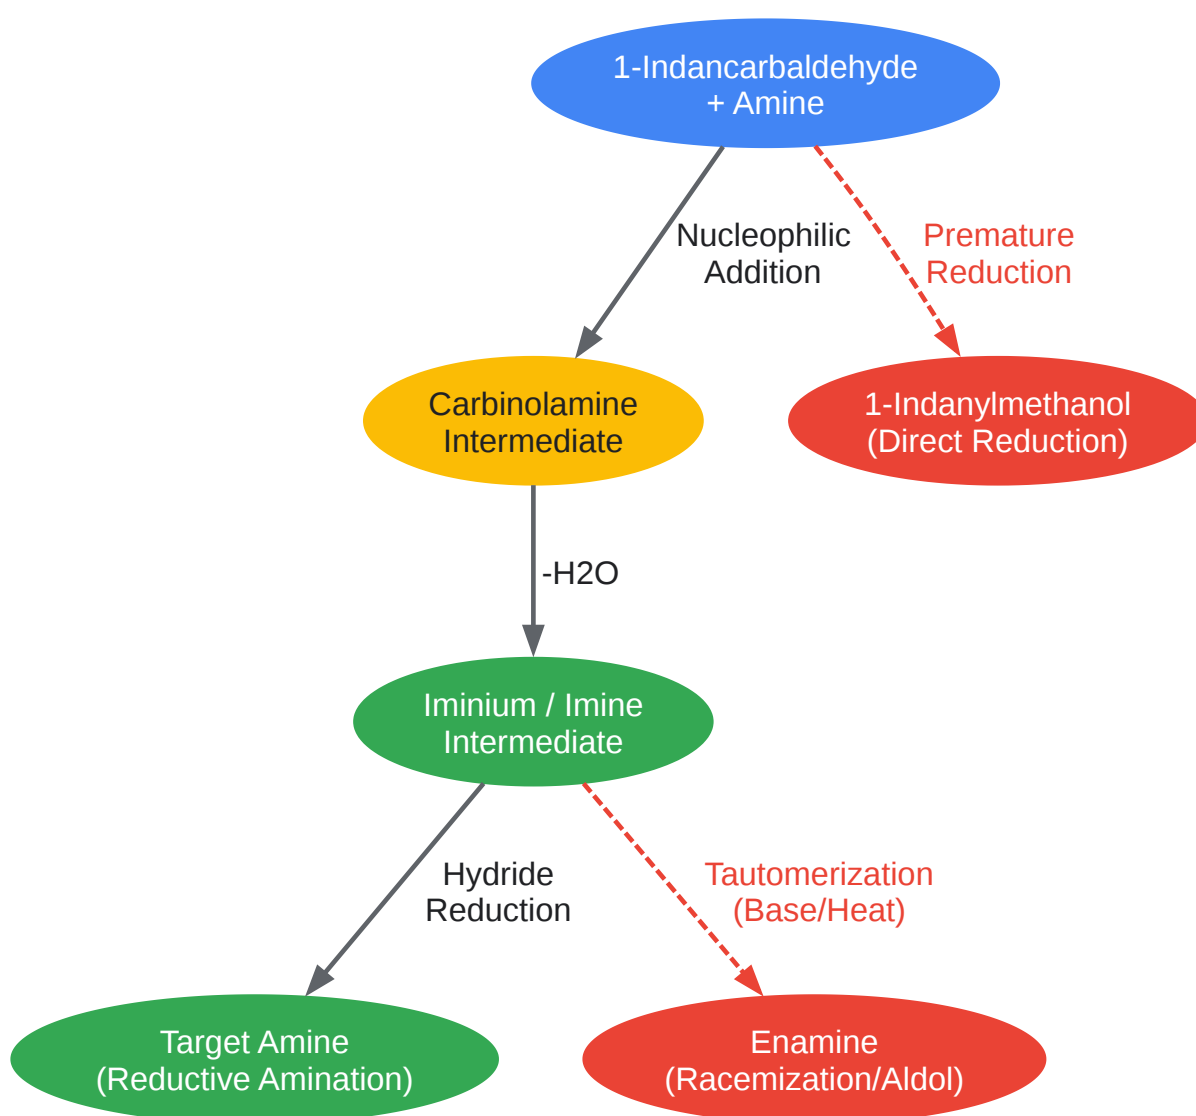 1-Indancarbaldehyde
+ Amine
Nucleophilic
Addition
Premature
Reduction
Carbinolamine
Intermediate
1-Indanylmethanol
(Direct Reduction)
-H2O
Iminium / Imine
Intermediate
Hydride
Reduction
Tautomerization
(Base/Heat)
Target Amine
(Reductive Amination)
Enamine
(Racemization/Aldol)